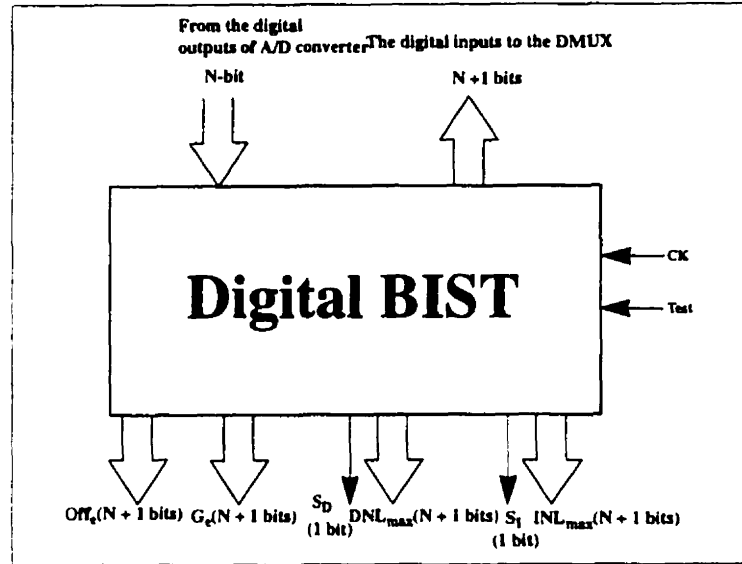 From the digital
outputs of A/D converter
The digital inputs to the DMUX
N-bit
N +1 bits
Digital BIST
CK
Test
Off_e(N + 1 bits)
G_e(N + 1 bits)
S_D
(1 bit)
DNL_max(N + 1 bits)
S_I
(1 bit)
INL_max(N + 1 bits)